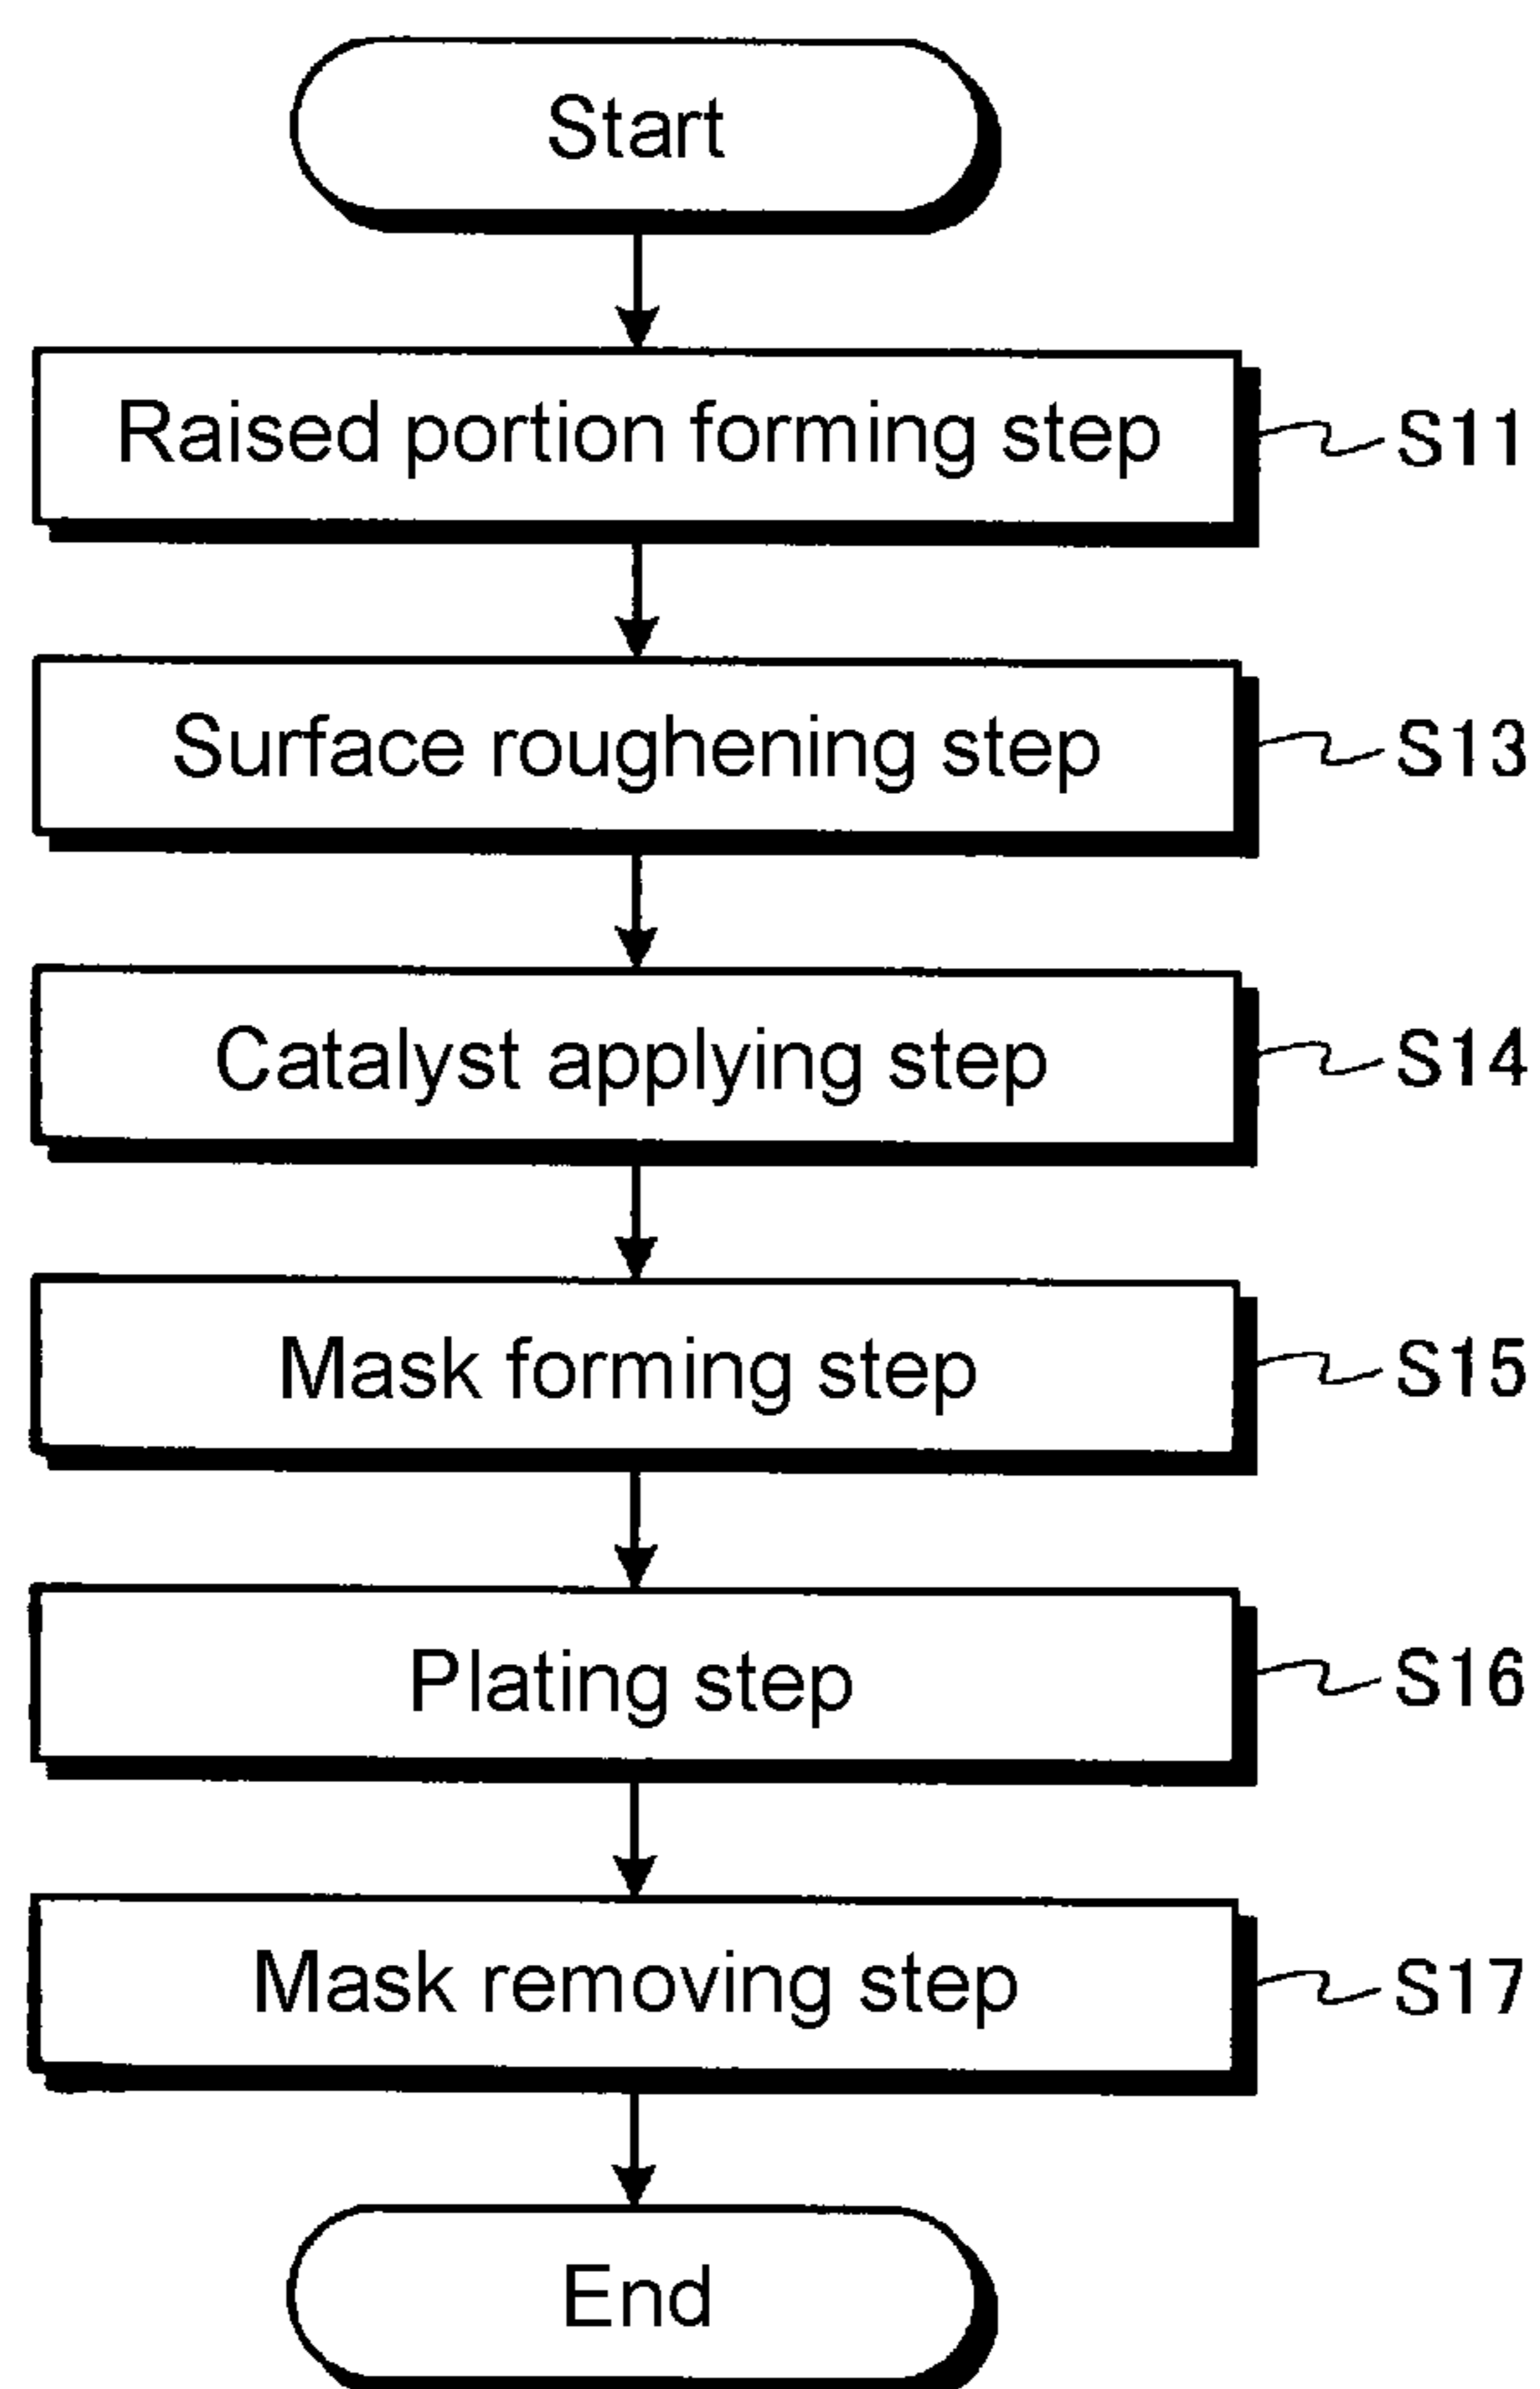 Start
Raised portion forming step S11
Surface roughening step S13
Catalyst applying step S14
Mask forming step S15
Plating step S16
Mask removing step S17
End